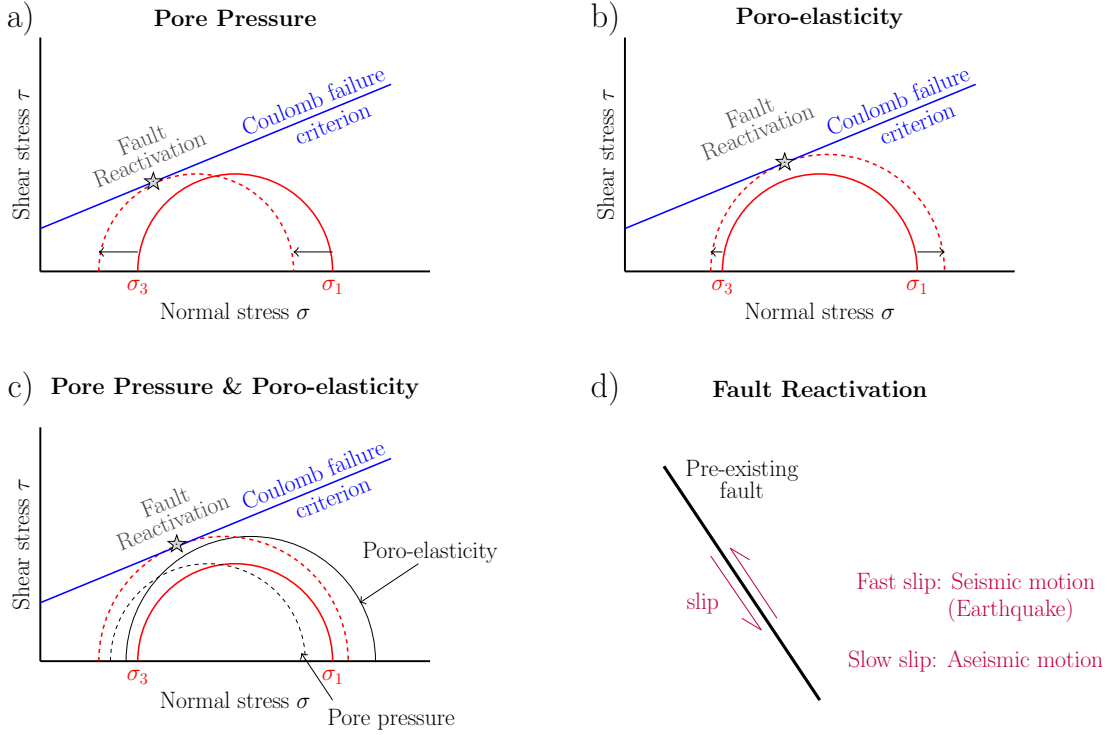 a)
Pore Pressure
Shear stress τ
Fault
Reactivation
Coulomb failure
criterion
σ3
σ1
Normal stress σ
b)
Poro-elasticity
Shear stress τ
Fault
Reactivation
Coulomb failure
criterion
σ3
σ1
Normal stress σ
c)
Pore Pressure & Poro-elasticity
Shear stress τ
Fault
Reactivation
Coulomb failure
criterion
Poro-elasticity
σ3
σ1
Normal stress σ
Pore pressure
d)
Fault Reactivation
Pre-existing
fault
slip
Fast slip: Seismic motion
(Earthquake)
Slow slip: Aseismic motion